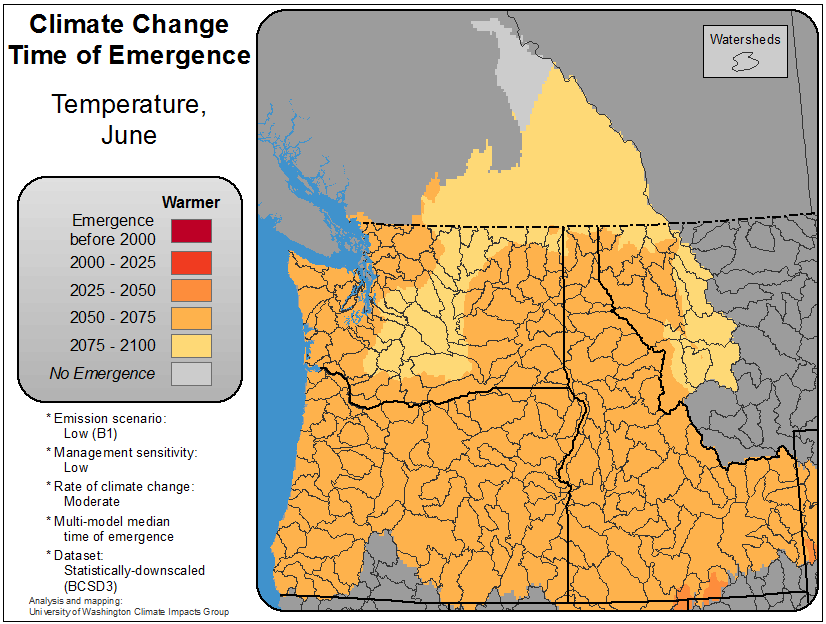 Climate Change
Time of Emergence
Temperature,
June
Warmer
Emergence
before 2000
2000 - 2025
2025 - 2050
2050 - 2075
2075 - 2100
No Emergence
* Emission scenario:
Low (B1)
* Management sensitivity:
Low
* Rate of climate change:
Moderate
* Multi-model median
time of emergence
* Dataset:
Statistically-downscaled
(BCSD3)
Analysis and mapping:
University of Washington Climate Impacts Group
Watersheds